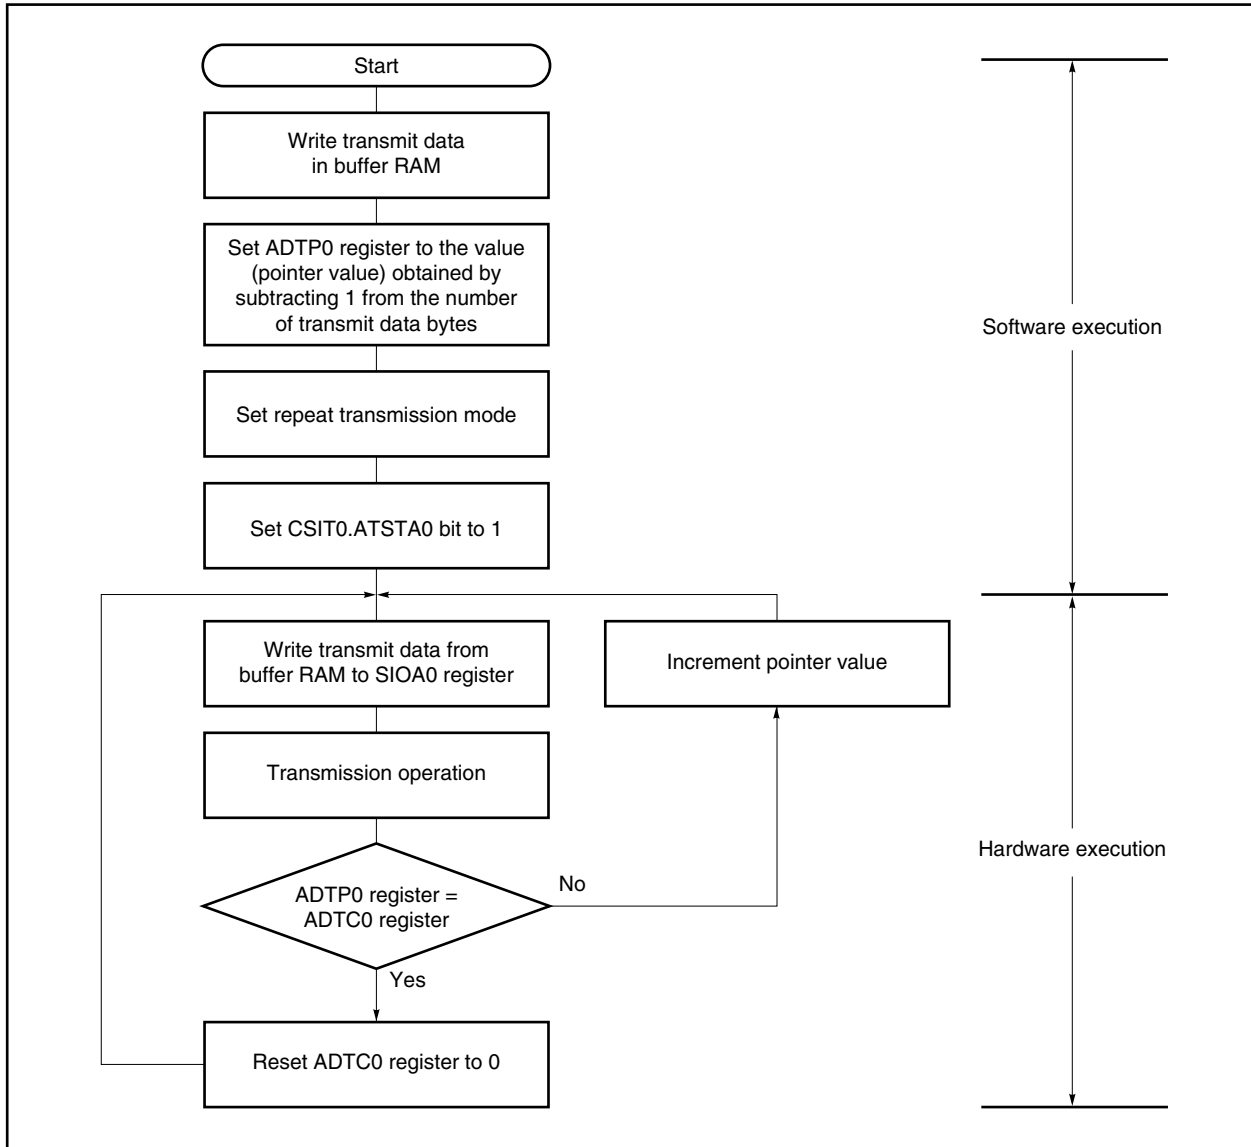 Start
Write transmit data
in buffer RAM
Set ADTP0 register to the value
(pointer value) obtained by
subtracting 1 from the number
of transmit data bytes
Software execution
Set repeat transmission mode
Set CSIT0.ATSTA0 bit to 1
Write transmit data from
buffer RAM to SIOA0 register
Increment pointer value
Transmission operation
Hardware execution
ADTP0 register =
ADTC0 register
No
Yes
Reset ADTC0 register to 0